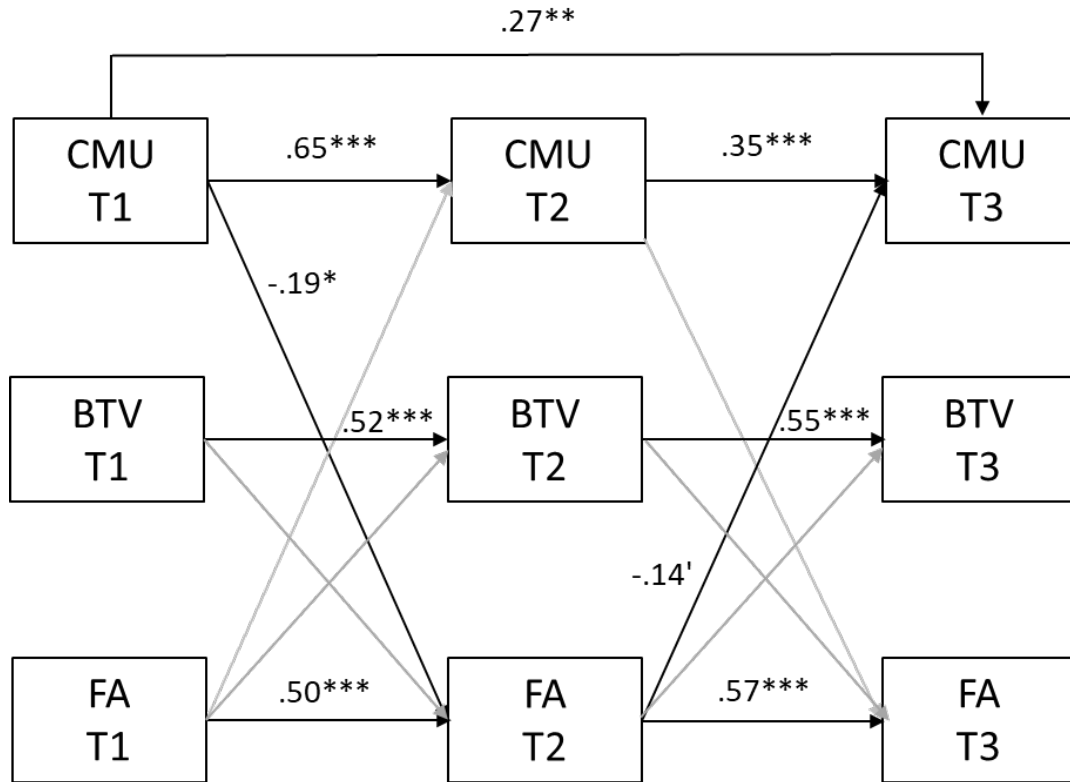 .27**
CMU
T1
.65***
CMU
T2
.35***
CMU
T3
-.19*
BTV
T1
.52***
BTV
T2
.55***
BTV
T3
-.14'
FA
T1
.50***
FA
T2
.57***
FA
T3